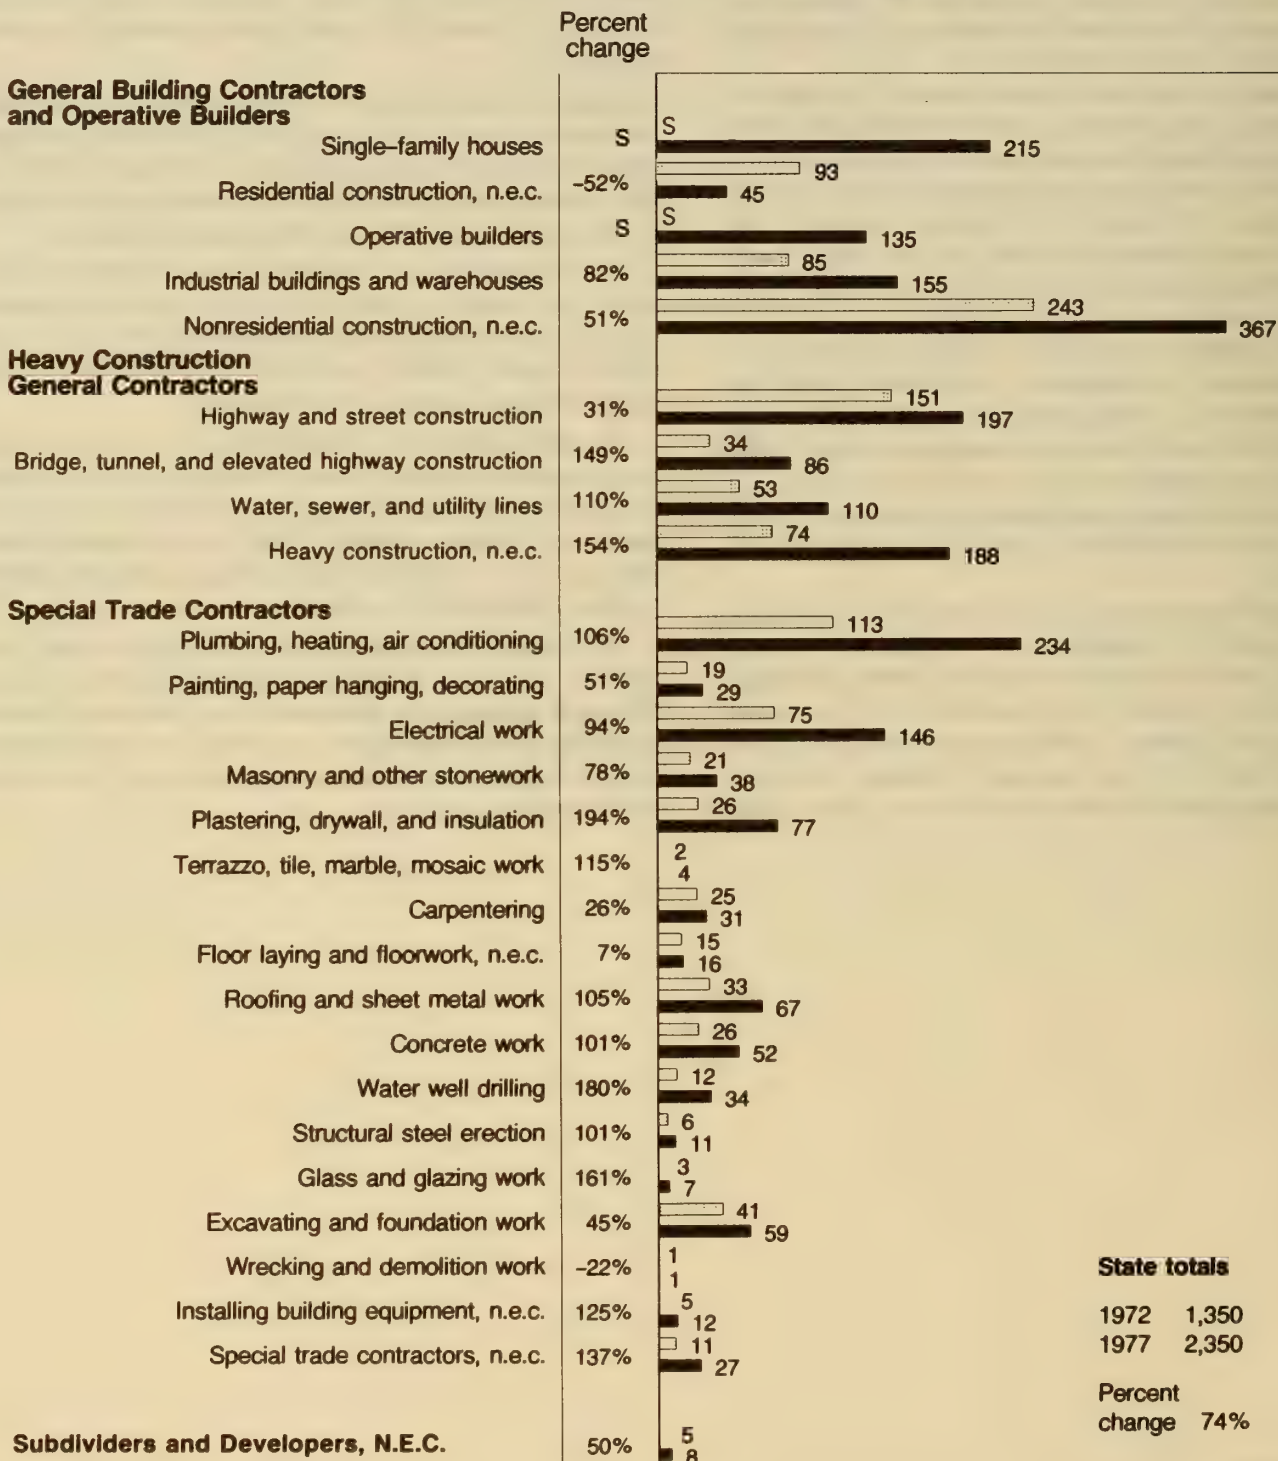 Percent
change
General Building Contractors
and Operative Builders
Single-family houses S S 215
Residential construction, n.e.c. -52% 93 45
Operative builders S S 135
Industrial buildings and warehouses 82% 85 155
Nonresidential construction, n.e.c. 51% 243 367
Heavy Construction
General Contractors
Highway and street construction 31% 151 197
Bridge, tunnel, and elevated highway construction 149% 34 86
Water, sewer, and utility lines 110% 53 110
Heavy construction, n.e.c. 154% 74 188
Special Trade Contractors
Plumbing, heating, air conditioning 106% 113 234
Painting, paper hanging, decorating 51% 19 29
Electrical work 94% 75 146
Masonry and other stonework 78% 21 38
Plastering, drywall, and insulation 194% 26 77
Terrazzo, tile, marble, mosaic work 115% 2 4
Carpentering 26% 25 31
Floor laying and floorwork, n.e.c. 7% 15 16
Roofing and sheet metal work 105% 33 67
Concrete work 101% 26 52
Water well drilling 180% 12 34
Structural steel erection 101% 6 11
Glass and glazing work 161% 3 7
Excavating and foundation work 45% 41 59
Wrecking and demolition work -22% 1 1
Installing building equipment, n.e.c. 125% 5 12
Special trade contractors, n.e.c. 137% 11 27
Subdividers and Developers, N.E.C. 50% 5 8
State totals
1972 1,350
1977 2,350
Percent
change 74%